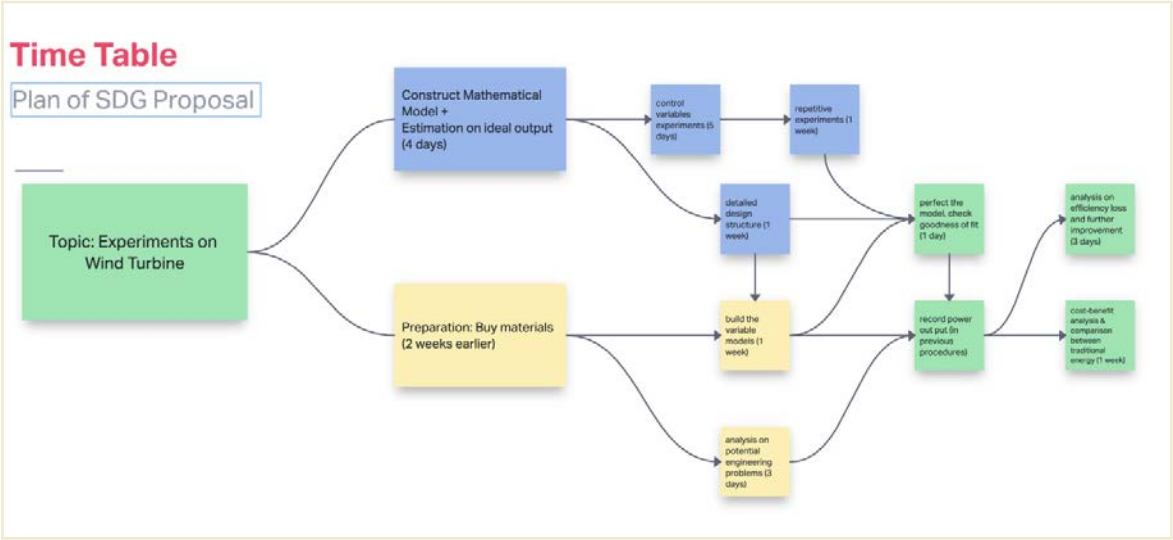 Time Table
Plan of SDG Proposal
Topic: Experiments on
Wind Turbine
Construct Mathematical
Model +
Estimation on ideal output
(4 days)
control
variables
experiments (5
days)
repetitive
experiments (1
week)
detailed
design
structure (1
week)
perfect the
model, check
goodness of fit
(1 day)
analysis on
efficiency loss
and further
improvement
(3 days)
Preparation: Buy materials
(2 weeks earlier)
build the
variable
models (1
week)
record power
out put (in
previous
procedures)
cost-benefit
analysis &
comparison
between
traditional
energy (1 week)
analysis on
potential
engineering
problems (3
days)